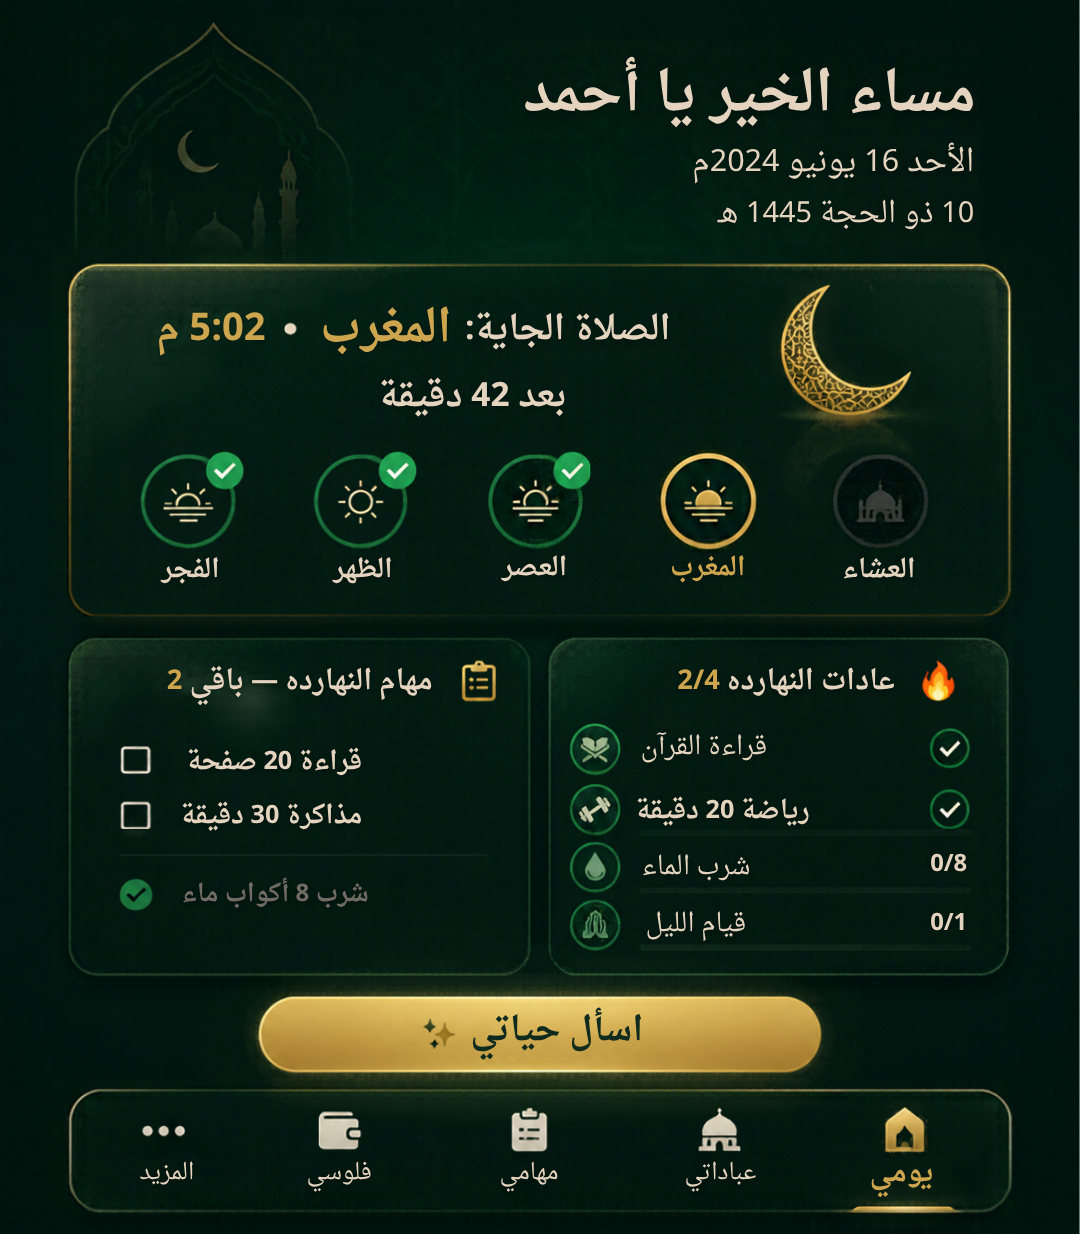 مساء الخير يا أحمد
الأحد 16 يونيو 2024م
10 ذو الحجة 1445 هـ
الصلاة الجاية: المغرب • 5:02 م
بعد 42 دقيقة
العشاء
المغرب
العصر
الظهر
الفجر
عادات النهارده 2/4
قراءة القرآن
رياضة 20 دقيقة
شرب الماء 0/8
قيام الليل 0/1
مهام النهارده — باقي 2
قراءة 20 صفحة
مذاكرة 30 دقيقة
شرب 8 أكواب ماء
اسأل حياتي
يومي
عباداتي
مهامي
فلوسي
المزيد